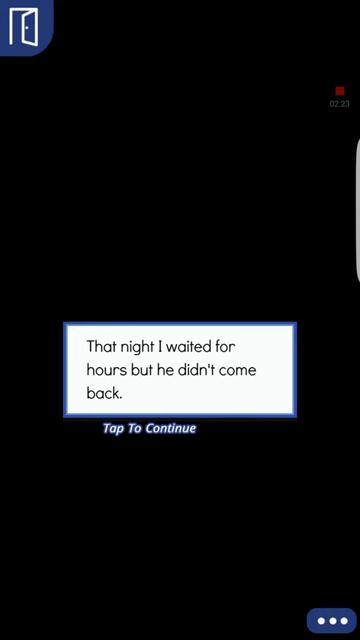 02:23
That night I waited for
hours but he didn't come
back.
Tap To Continue